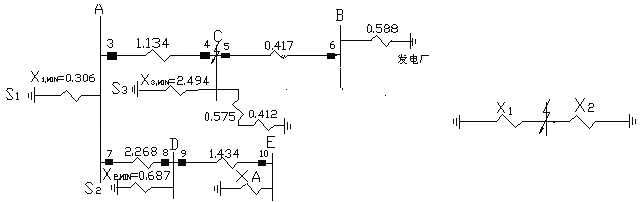 A
B
C
0.588
发电厂
3
1.134
4
5
0.417
6
X1,MIN=0.306
S1
S3
X3,MIN=2.494
0.575
0.412
X1
X2
7
2.268
8
D
9
1.434
10
E
X2,MIN=0.687
S2
XA